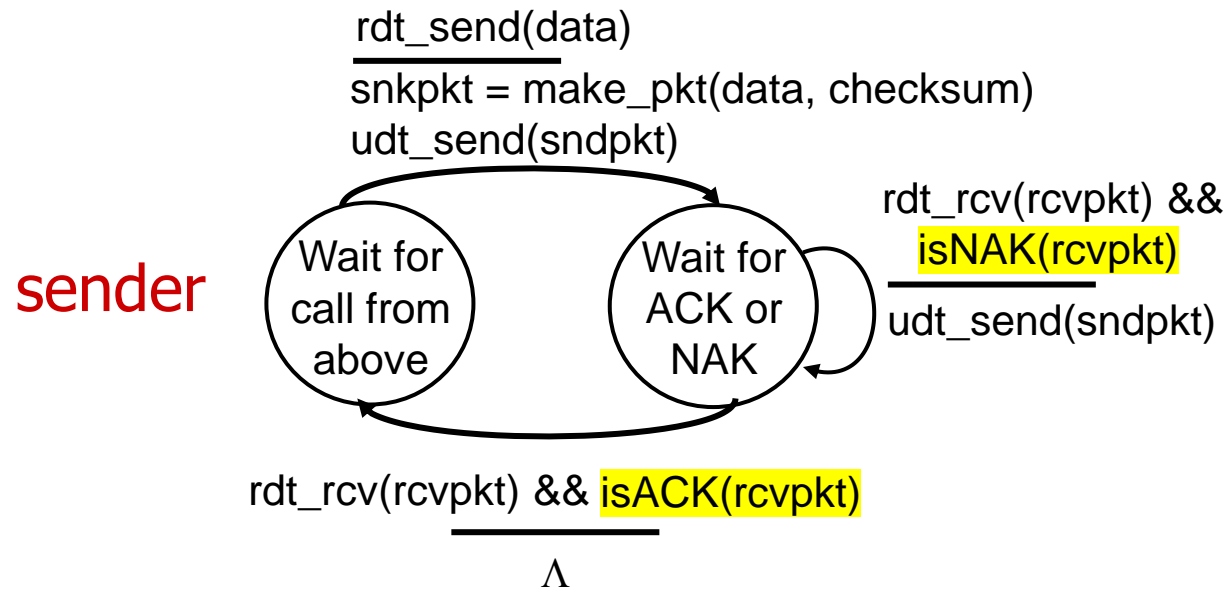 rdt_send(data)
snkpkt = make_pkt(data, checksum)
udt_send(sndpkt)
rdt_rcv(rcvpkt) &&
isNAK(rcvpkt)
udt_send(sndpkt)
sender
Wait for
call from
above
Wait for
ACK or
NAK
rdt_rcv(rcvpkt) && isACK(rcvpkt)
Λ